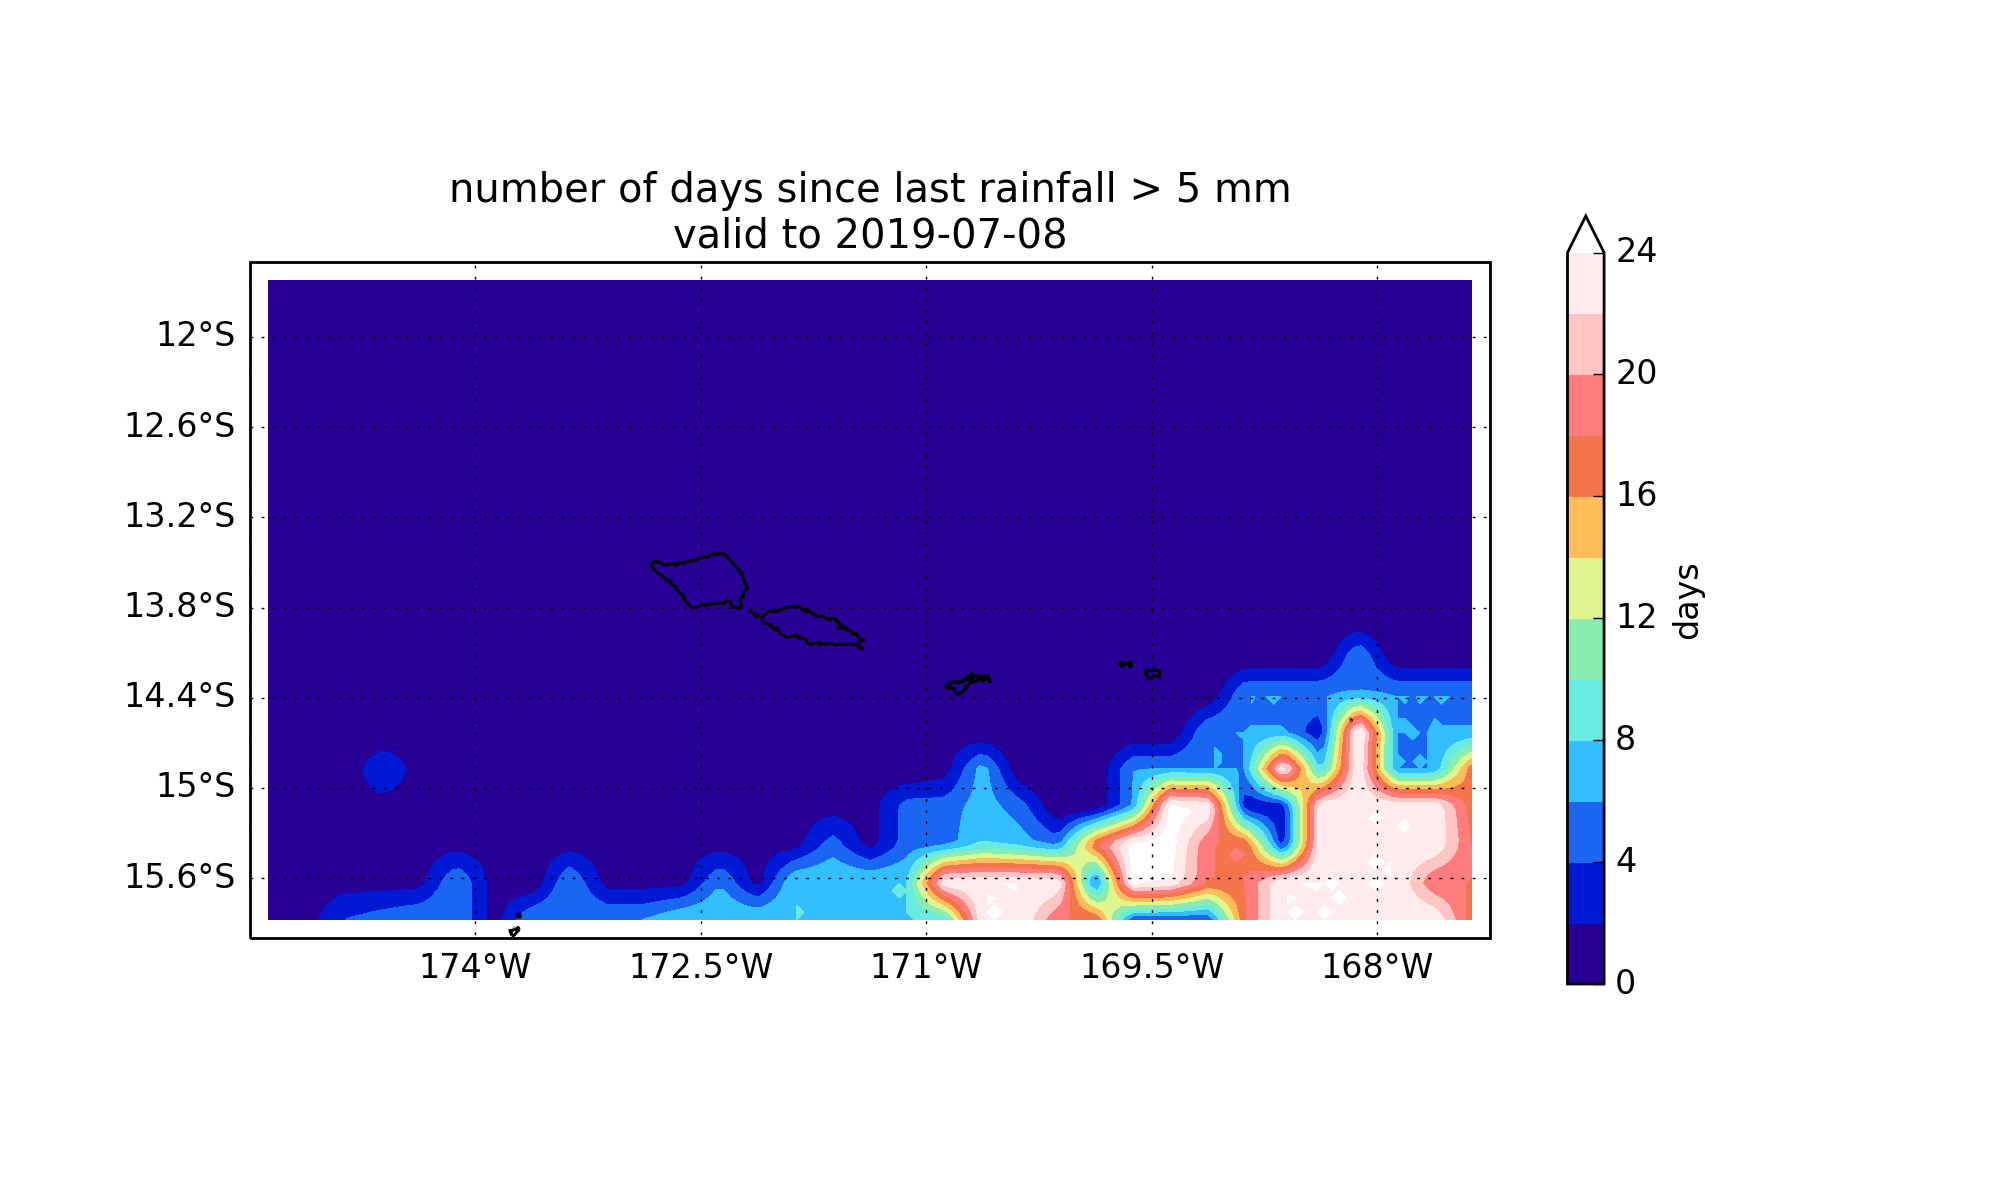 number of days since last rainfall > 5 mm
valid to 2019-07-08
12°S
12.6°S
13.2°S
13.8°S
14.4°S
15°S
15.6°S
174°W
172.5°W
171°W
169.5°W
168°W
24
20
16
12
8
4
0
days